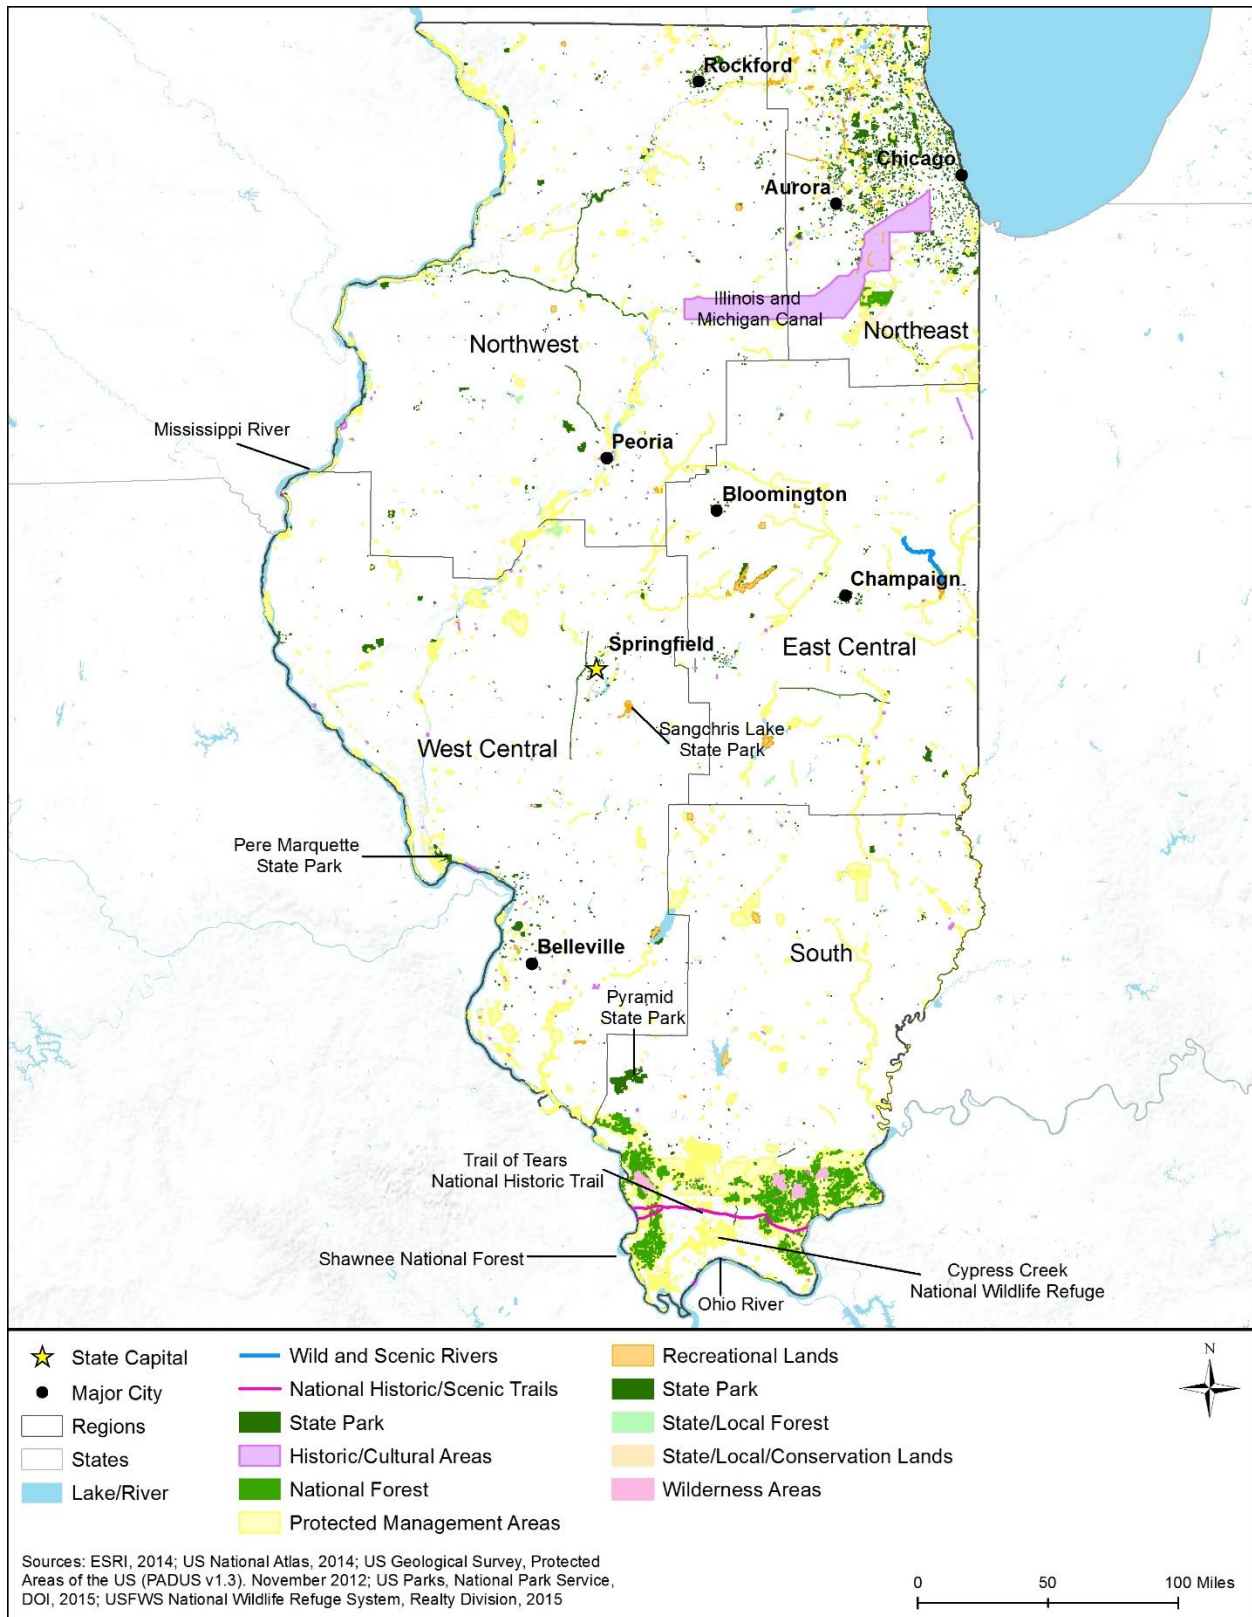 Rockford
Chicago
Aurora
Illinois and
Michigan Canal
Northeast
Northwest
Mississippi River
Peoria
Bloomington
Champaign
Springfield
East Central
Sangchris Lake
State Park
West Central
Pere Marquette
State Park
Belleville
South
Pyramid
State Park
Trail of Tears
National Historic Trail
Shawnee National Forest
Cypress Creek
National Wildlife Refuge
Ohio River
State Capital
Major City
Regions
States
Lake/River
Wild and Scenic Rivers
National Historic/Scenic Trails
State Park
Historic/Cultural Areas
National Forest
Protected Management Areas
Recreational Lands
State Park
State/Local Forest
State/Local/Conservation Lands
Wilderness Areas
N
Sources: ESRI, 2014; US National Atlas, 2014; US Geological Survey, Protected
Areas of the US (PADUS v1.3). November 2012; US Parks, National Park Service,
DOI, 2015; USFWS National Wildlife Refuge System, Realty Division, 2015
0 50 100 Miles